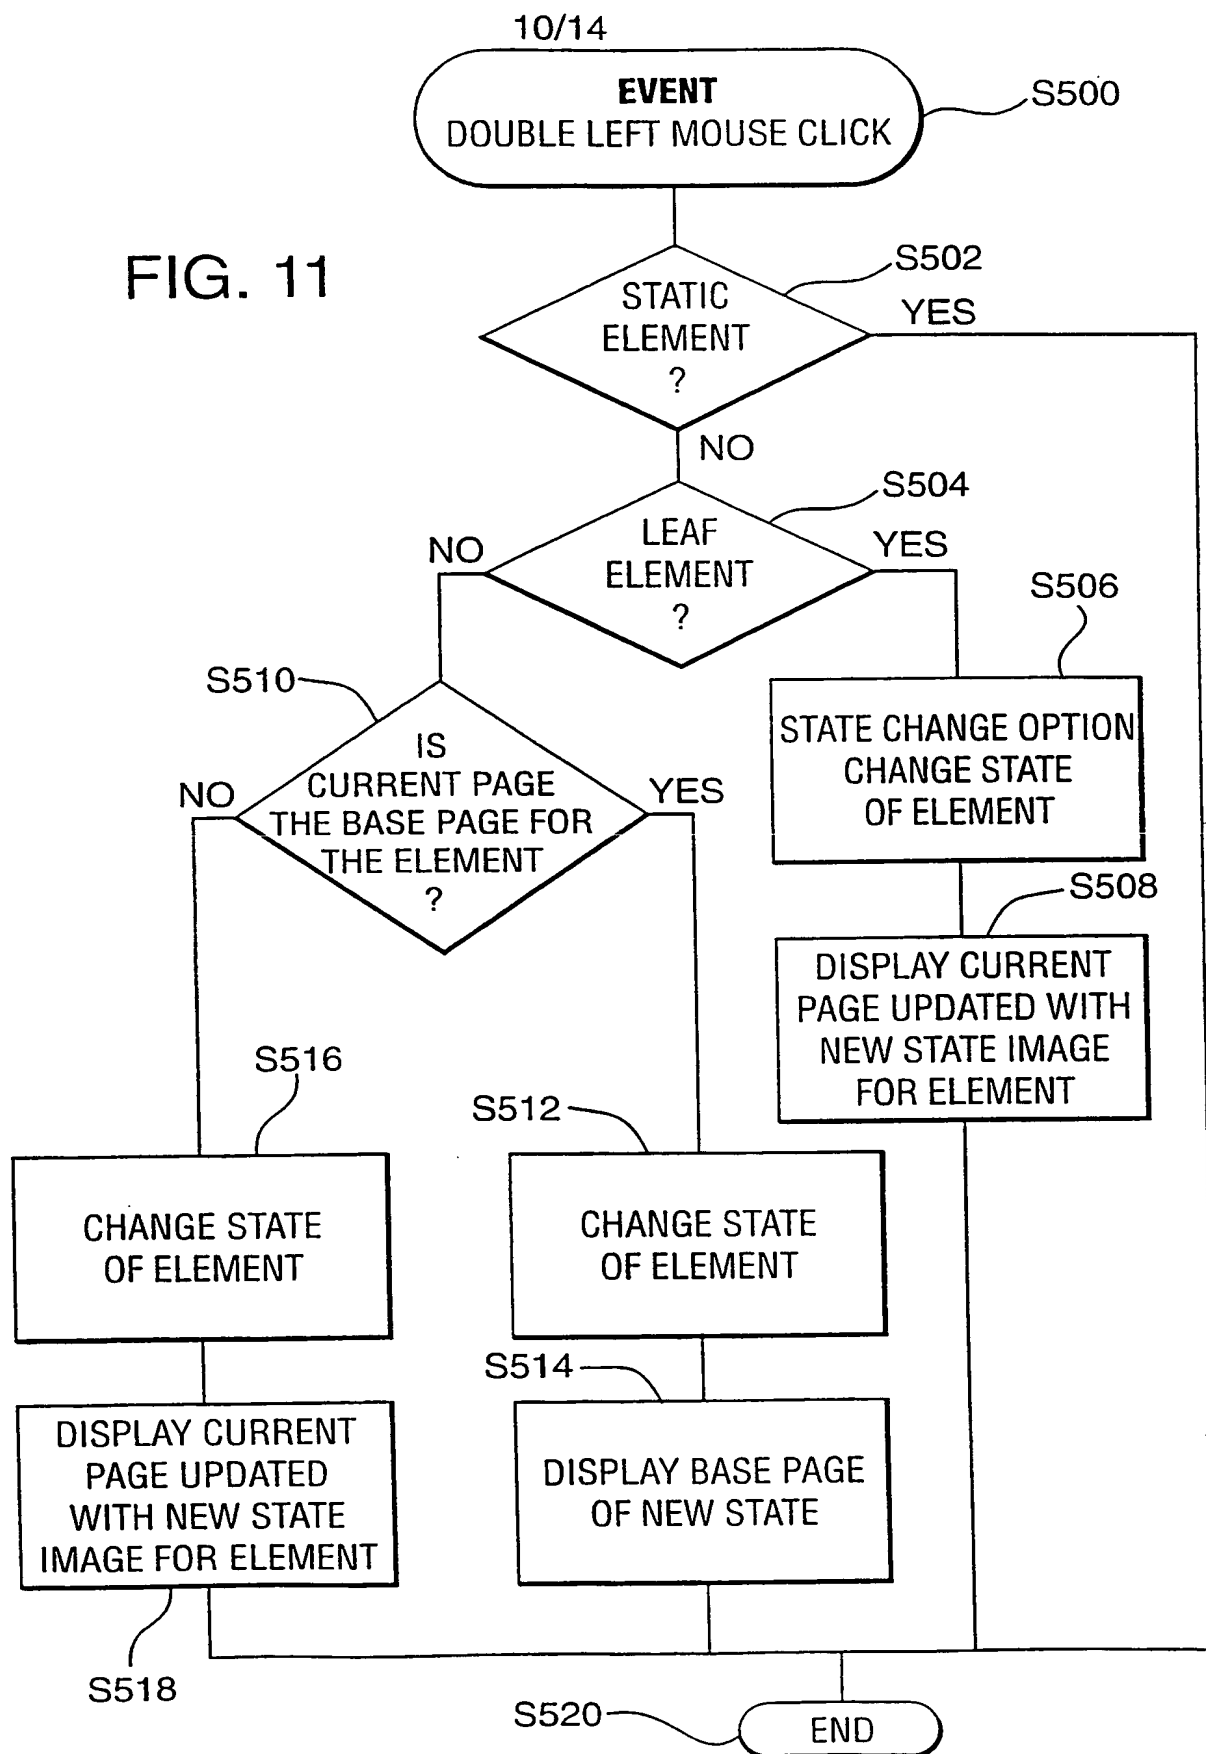 10/14
EVENT
DOUBLE LEFT MOUSE CLICK
S500
FIG. 11
S502
STATIC
ELEMENT
?
YES
NO
S504
LEAF
ELEMENT
?
NO
YES
S506
STATE CHANGE OPTION
CHANGE STATE
OF ELEMENT
S510
IS
CURRENT PAGE
THE BASE PAGE FOR
THE ELEMENT
?
NO
YES
S508
DISPLAY CURRENT
PAGE UPDATED WITH
NEW STATE IMAGE
FOR ELEMENT
S516
CHANGE STATE
OF ELEMENT
S512
CHANGE STATE
OF ELEMENT
S514
DISPLAY BASE PAGE
OF NEW STATE
DISPLAY CURRENT
PAGE UPDATED
WITH NEW STATE
IMAGE FOR ELEMENT
S518
S520
END